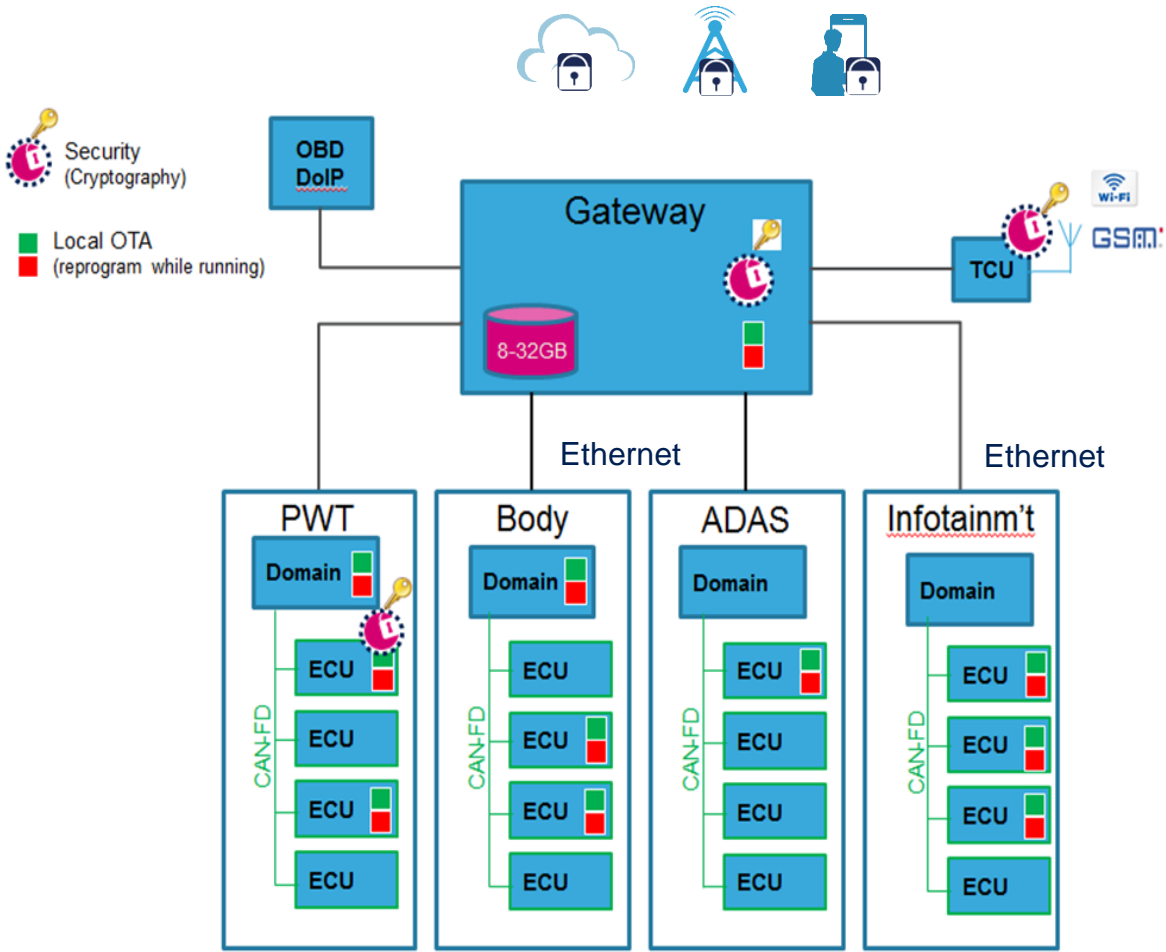 Security
(Cryptography)
Local OTA
(reprogram while running)
OBD
DoIP
Gateway
8-32GB
TCU
Wi-Fi
GSM
Ethernet
Ethernet
PWT
Domain
CAN-FD
ECU
ECU
ECU
ECU
Body
Domain
CAN-FD
ECU
ECU
ECU
ECU
ADAS
Domain
CAN-FD
ECU
ECU
ECU
ECU
Infotainm't
Domain
CAN-FD
ECU
ECU
ECU
ECU